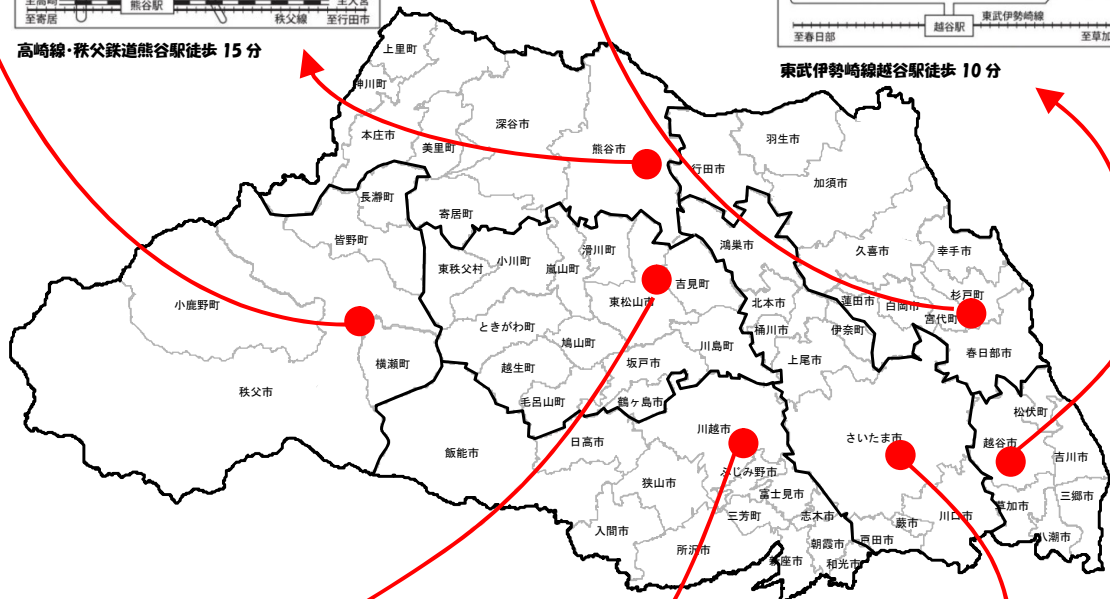 至高崎
至大宮
熊谷駅
至寄居
秩父線
至行田市
高崎線・秩父鉄道熊谷駅徒歩 15 分
東武伊勢崎線
越谷駅
至春日部
至草加
東武伊勢崎線越谷駅徒歩 10 分
上里町
神川町
本庄市
美里町
深谷市
熊谷市
行田市
羽生市
加須市
長瀞町
寄居町
皆野町
東秩父村
小川町
嵐山町
滑川町
吉見町
東松山市
鴻巣市
久喜市
幸手市
北本市
蓮田市
白岡市
杉戸町
宮代町
桶川市
伊奈町
小鹿野町
ときがわ町
鳩山町
川島町
上尾市
春日部市
横瀬町
越生町
坂戸市
秩父市
毛呂山町
鶴ヶ島市
松伏町
川越市
さいたま市
越谷市
吉川市
飯能市
日高市
ふじみ野市
狭山市
富士見市
三郷市
草加市
三芳町
志木市
川口市
蕨市
入間市
戸田市
八潮市
所沢市
朝霞市
新座市
和光市